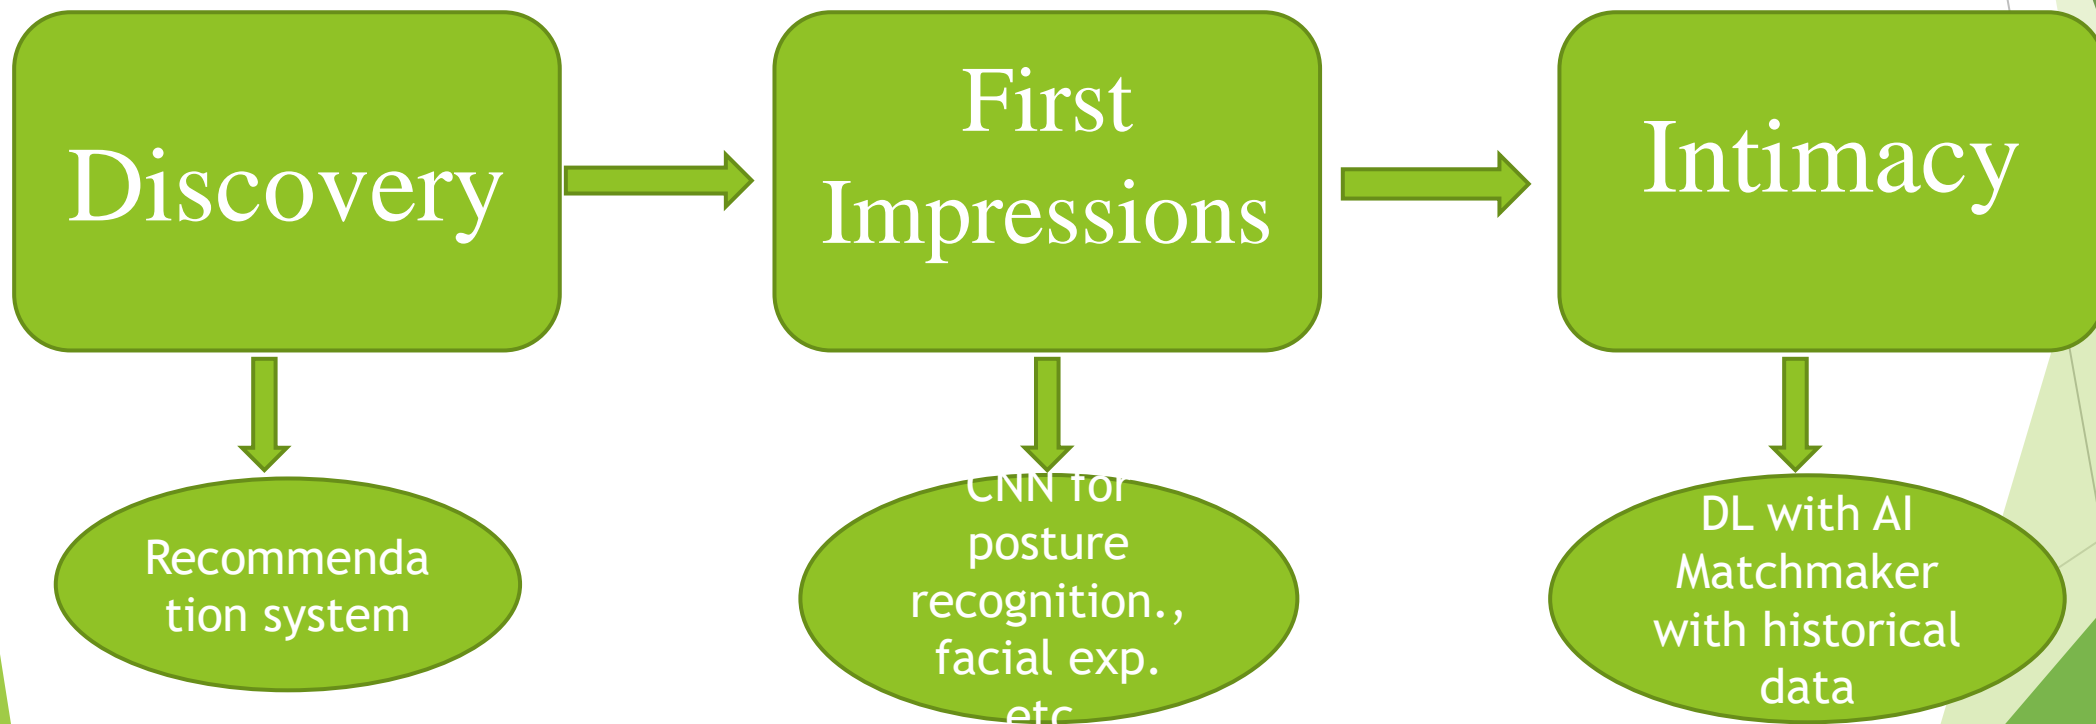 Discovery
First
Impressions
Intimacy
Recommenda
tion system
CNN for
posture
recognition.,
facial exp.
etc
DL with AI
Matchmaker
with historical
data